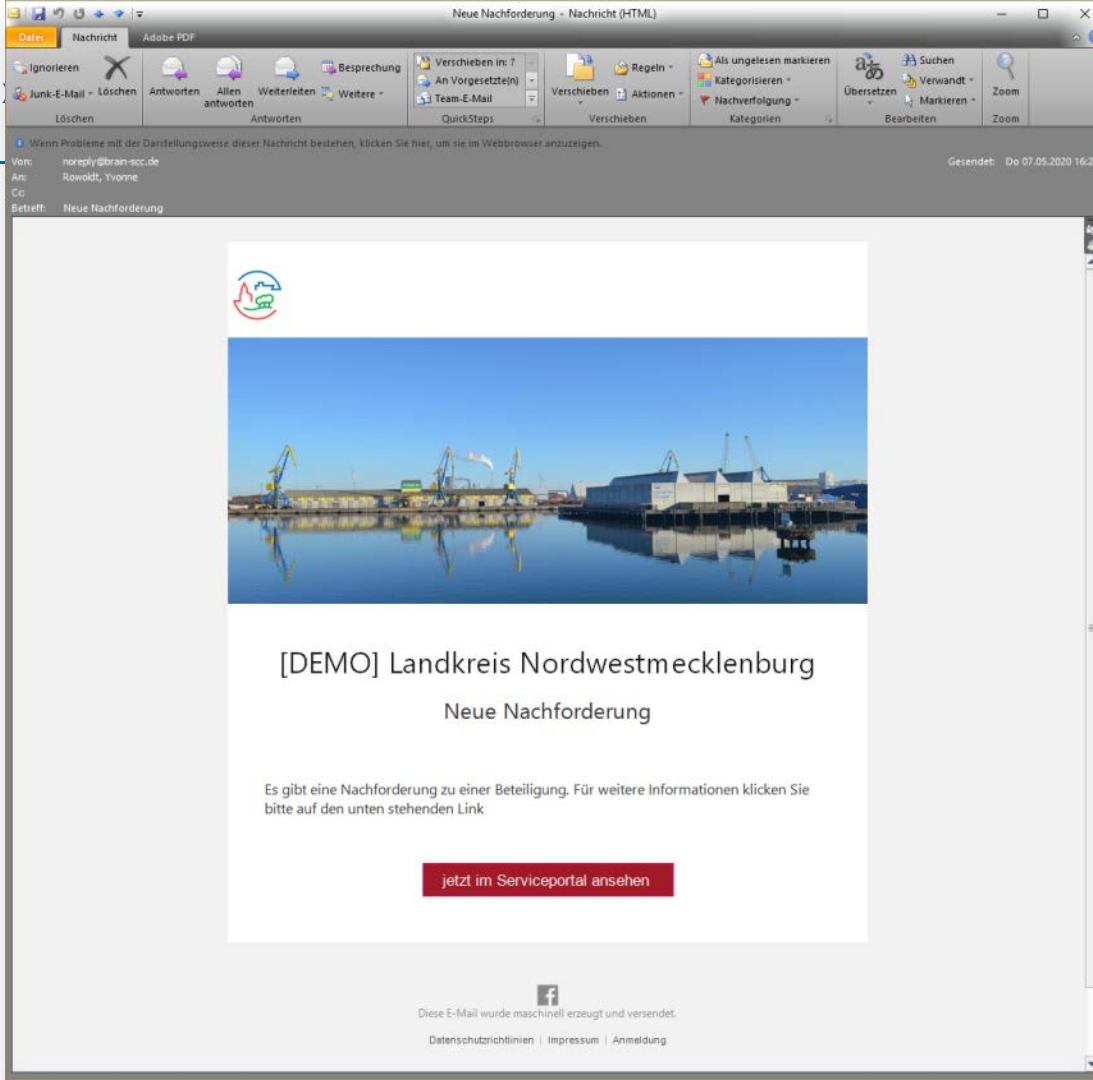 Neue Nachforderung - Nachricht (HTML)
Datei Nachricht Adobe PDF
Ignorieren
Junk-E-Mail
Löschen
Löschen
Antworten
Allen antworten
Weiterleiten
Besprechung
Weitere
Antworten
Verschieben in: ?
An Vorgesetzte(n)
Team-E-Mail
QuickSteps
Verschieben
Regeln
Aktionen
Verschieben
Als ungelesen markieren
Kategorisieren
Nachverfolgung
Kategorien
Übersetzen
Suchen
Verwandt
Markieren
Bearbeiten
Zoom
Zoom
Wenn Probleme mit der Darstellungsweise dieser Nachricht bestehen, klicken Sie hier, um sie im Webbrowser anzuzeigen.
Von: noreply@brain-scc.de Gesendet: Do 07.05.2020 16:2
An: Rowoldt, Yvonne
Cc:
Betreff: Neue Nachforderung
[DEMO] Landkreis Nordwestmecklenburg
Neue Nachforderung
Es gibt eine Nachforderung zu einer Beteiligung. Für weitere Informationen klicken Sie
bitte auf den unten stehenden Link
jetzt im Serviceportal ansehen
Diese E-Mail wurde maschinell erzeugt und versendet.
Datenschutzrichtlinien | Impressum | Anmeldung